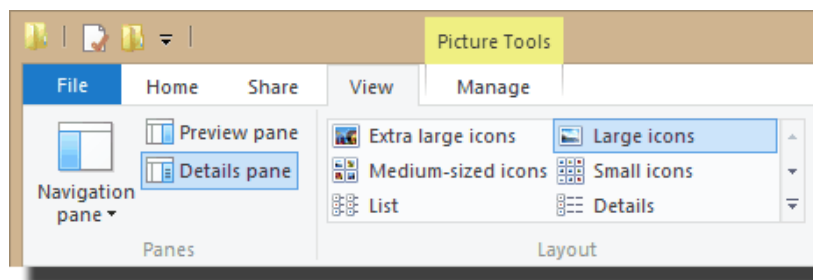 Picture Tools
File Home Share View Manage
Preview pane Extra large icons Large icons
Details pane Medium-sized icons Small icons
Navigation pane List Details
Panes Layout